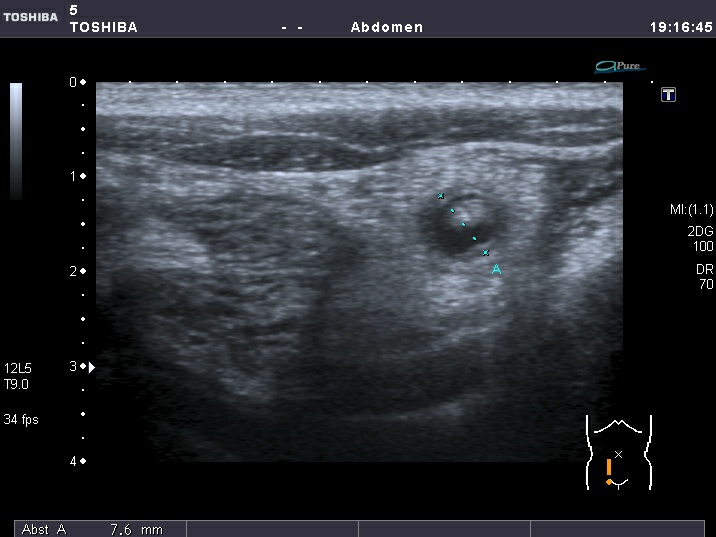 TOSHIBA
5
TOSHIBA - - Abdomen 19:16:45
aPure
T
0
1
2
3
4
A
MI:(1.1)
2DG
100
DR
70
12L5
T9.0
34 fps
Abst A 7.6 mm